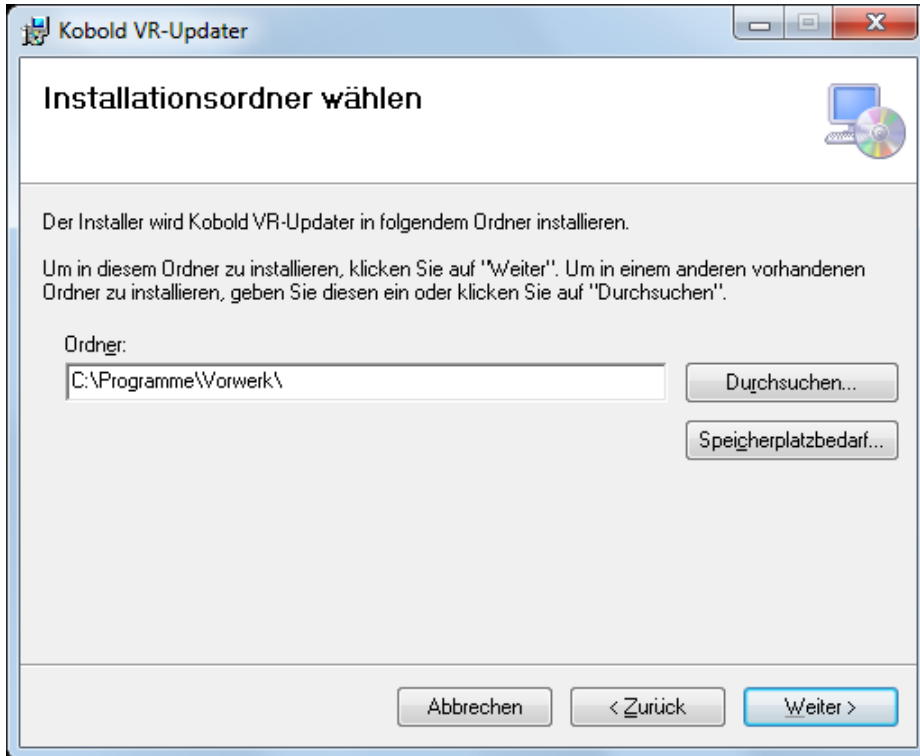 Kobold VR-Updater
Installationsordner wählen
Der Installer wird Kobold VR-Updater in folgendem Ordner installieren.
Um in diesem Ordner zu installieren, klicken Sie auf "Weiter". Um in einem anderen vorhandenen
Ordner zu installieren, geben Sie diesen ein oder klicken Sie auf "Durchsuchen".
Ordner:
C:\Programme\Vorwerk\
Durchsuchen...
Speicherplatzbedarf...
Abbrechen
< Zurück
Weiter >